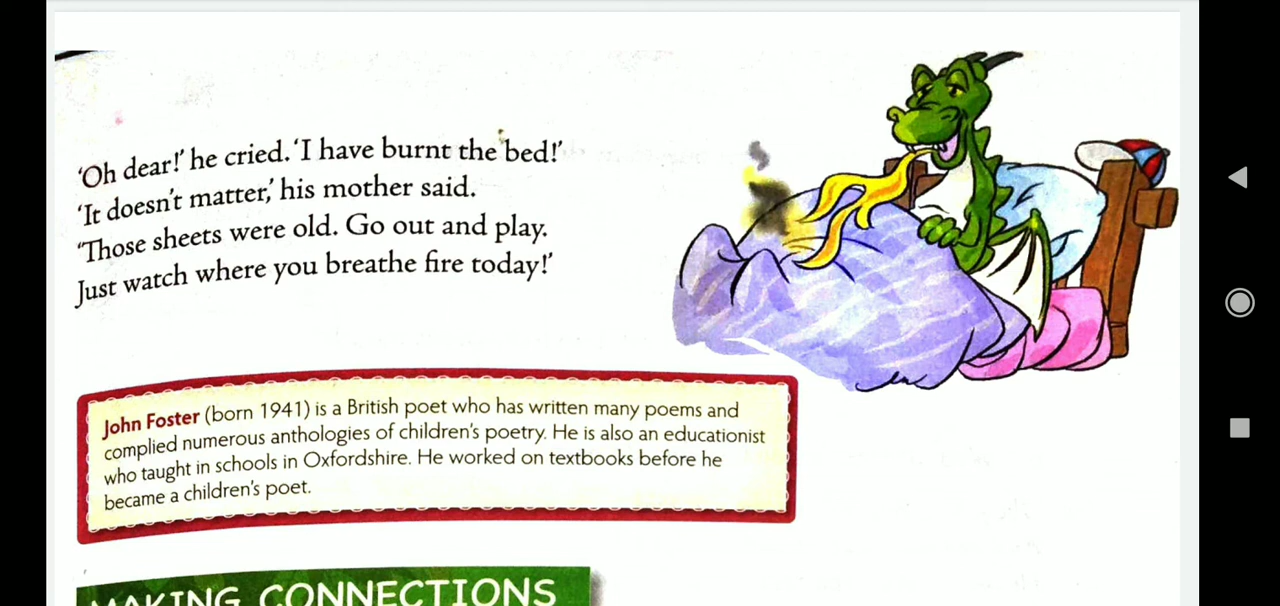 ‘Oh dear!’ he cried. ‘I have burnt the bed!’
‘It doesn’t matter,’ his mother said.
‘Those sheets were old. Go out and play.
Just watch where you breathe fire today!’
John Foster (born 1941) is a British poet who has written many poems and
complied numerous anthologies of children’s poetry. He is also an educationist
who taught in schools in Oxfordshire. He worked on textbooks before he
became a children’s poet.
MAKING CONNECTIONS